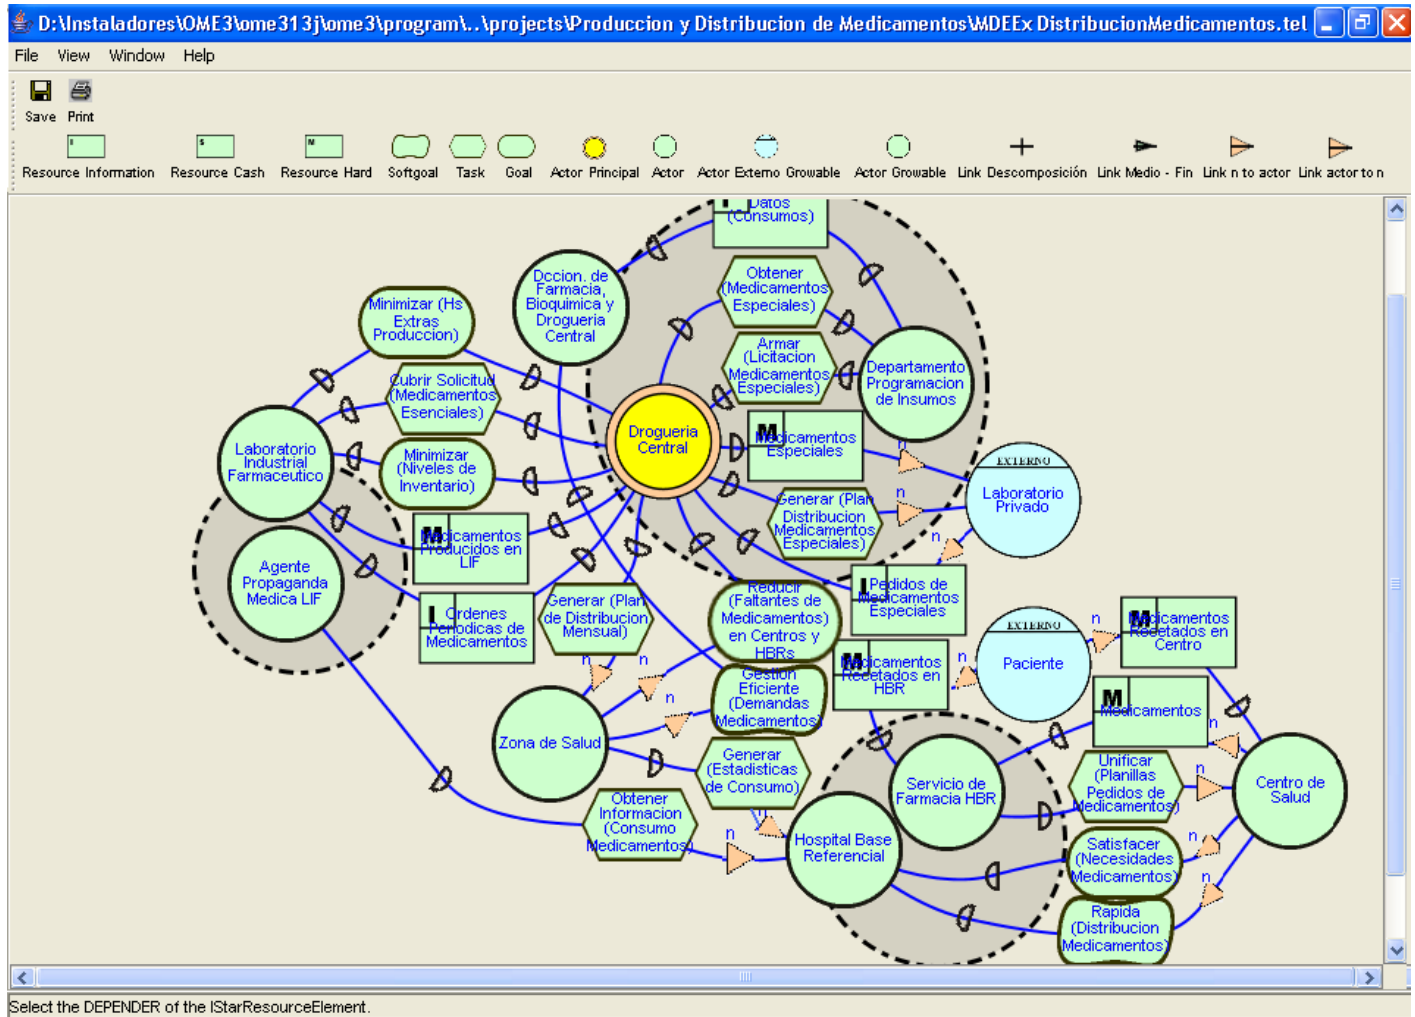 D:\Instaladores\OME3\ome313j\ome3\program\..\projects\Produccion y Distribucion de Medicamentos\MDEEx DistribucionMedicamentos.tel
File View Window Help
Save Print
I S M
Resource Information Resource Cash Resource Hard Softgoal Task Goal Actor Principal Actor Actor Externo Growable Actor Growable Link Descomposición Link Medio - Fin Link n to actor Link actor to n
I
Datos
(Consumos)
Dccion. de
Farmacia,
Bioquimica y
Drogueria
Central
Obtener
(Medicamentos
Especiales)
Minimizar (Hs
Extras
Produccion)
Armar
(Licitacion
Medicamentos
Especiales)
Departamento
Programacion
de Insumos
Cubrir Solicitud
(Medicamentos
Esenciales)
Drogueria
Central
M
Medicamentos
Especiales
n
Laboratorio
Industrial
Farmaceutico
Minimizar
(Niveles de
Inventario)
EXTERNO
Laboratorio
Privado
Generar (Plan
Distribucion
Medicamentos
Especiales)
n
n
M
Medicamentos
Producidos en
LIF
Agente
Propaganda
Medica LIF
I
Ordenes
Periodicas de
Medicamentos
Generar (Plan
de Distribucion
Mensual)
n
Reducir
(Faltantes de
Medicamentos)
en Centros y
HBRs
n
I
Pedidos de
Medicamentos
Especiales
M
Medicamentos
Recetados en
HBR
n
EXTERNO
Paciente
n
M
Medicamentos
Recetados en
Centro
Gestion
Eficiente
(Demandas
Medicamentos)
n
M
Medicamentos
n
Zona de Salud
Generar
(Estadisticas
de Consumo)
n
Servicio de
Farmacia HBR
Unificar
(Planillas
Pedidos de
Medicamentos)
n
Centro de
Salud
Obtener
Informacion
(Consumo
Medicamentos)
n
Hospital Base
Referencial
Satisfacer
(Necesidades
Medicamentos)
n
Rapida
(Distribucion
Medicamentos)
n
Select the DEPENDER of the IStarResourceElement.